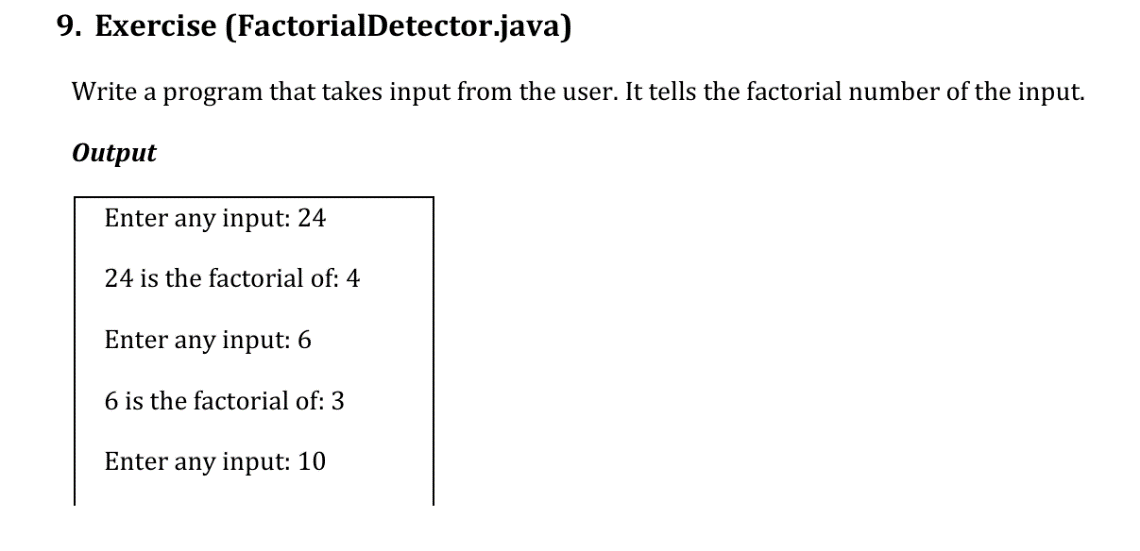 9. Exercise (FactorialDetector.java)
Write a program that takes input from the user. It tells the factorial number of the input.
Output
Enter any input: 24
24 is the factorial of: 4
Enter any input: 6
6 is the factorial of: 3
Enter any input: 10